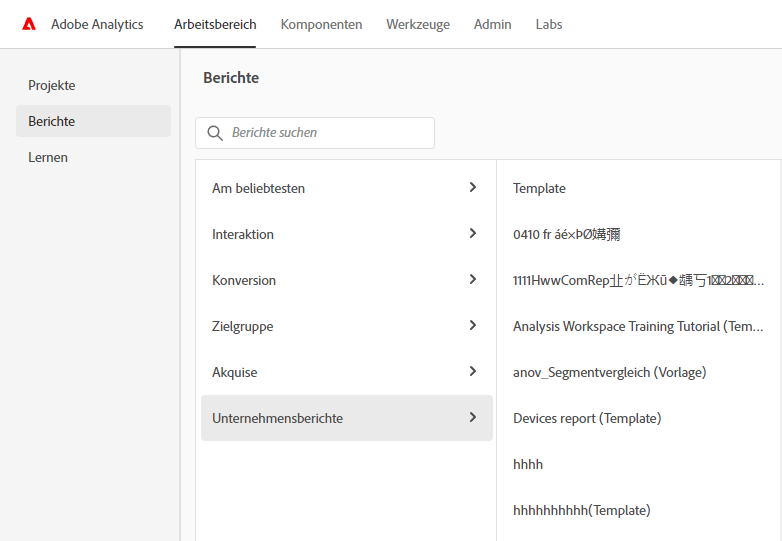 Adobe Analytics Arbeitsbereich Komponenten Werkzeuge Admin Labs
Projekte
Berichte
Lernen
Berichte
Berichte suchen
Am beliebtesten
Interaktion
Konversion
Zielgruppe
Akquise
Unternehmensberichte
Template
0410 fr áé×ÞØ媾彌
Analysis Workspace Training Tutorial (Tem...
anov_Segmentvergleich (Vorlage)
Devices report (Template)
hhhh
hhhhhhhhhh(Template)